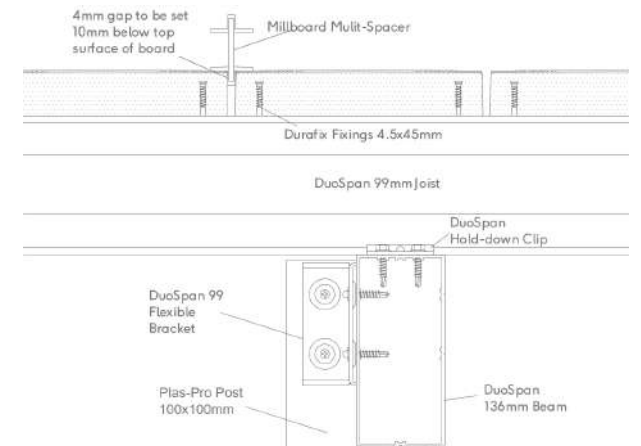 4mm gap to be set
10mm below top
surface of board
Millboard Mulit-Spacer
Durafix Fixings 4.5x45mm
DuoSpan 99mm Joist
DuoSpan
Hold-down Clip
DuoSpan 99
Flexible
Bracket
Plas-Pro Post
100x100mm
DuoSpan
136mm Beam